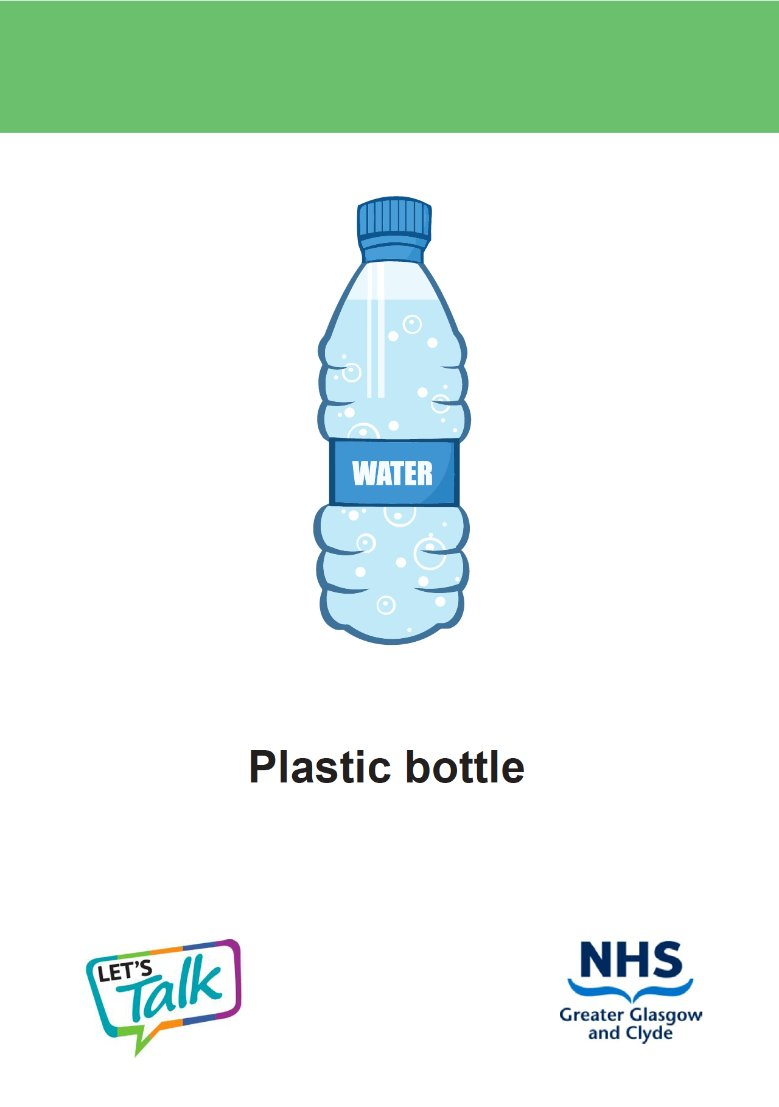 WATER
Plastic bottle
LET'S
Talk
NHS
Greater Glasgow
and Clyde